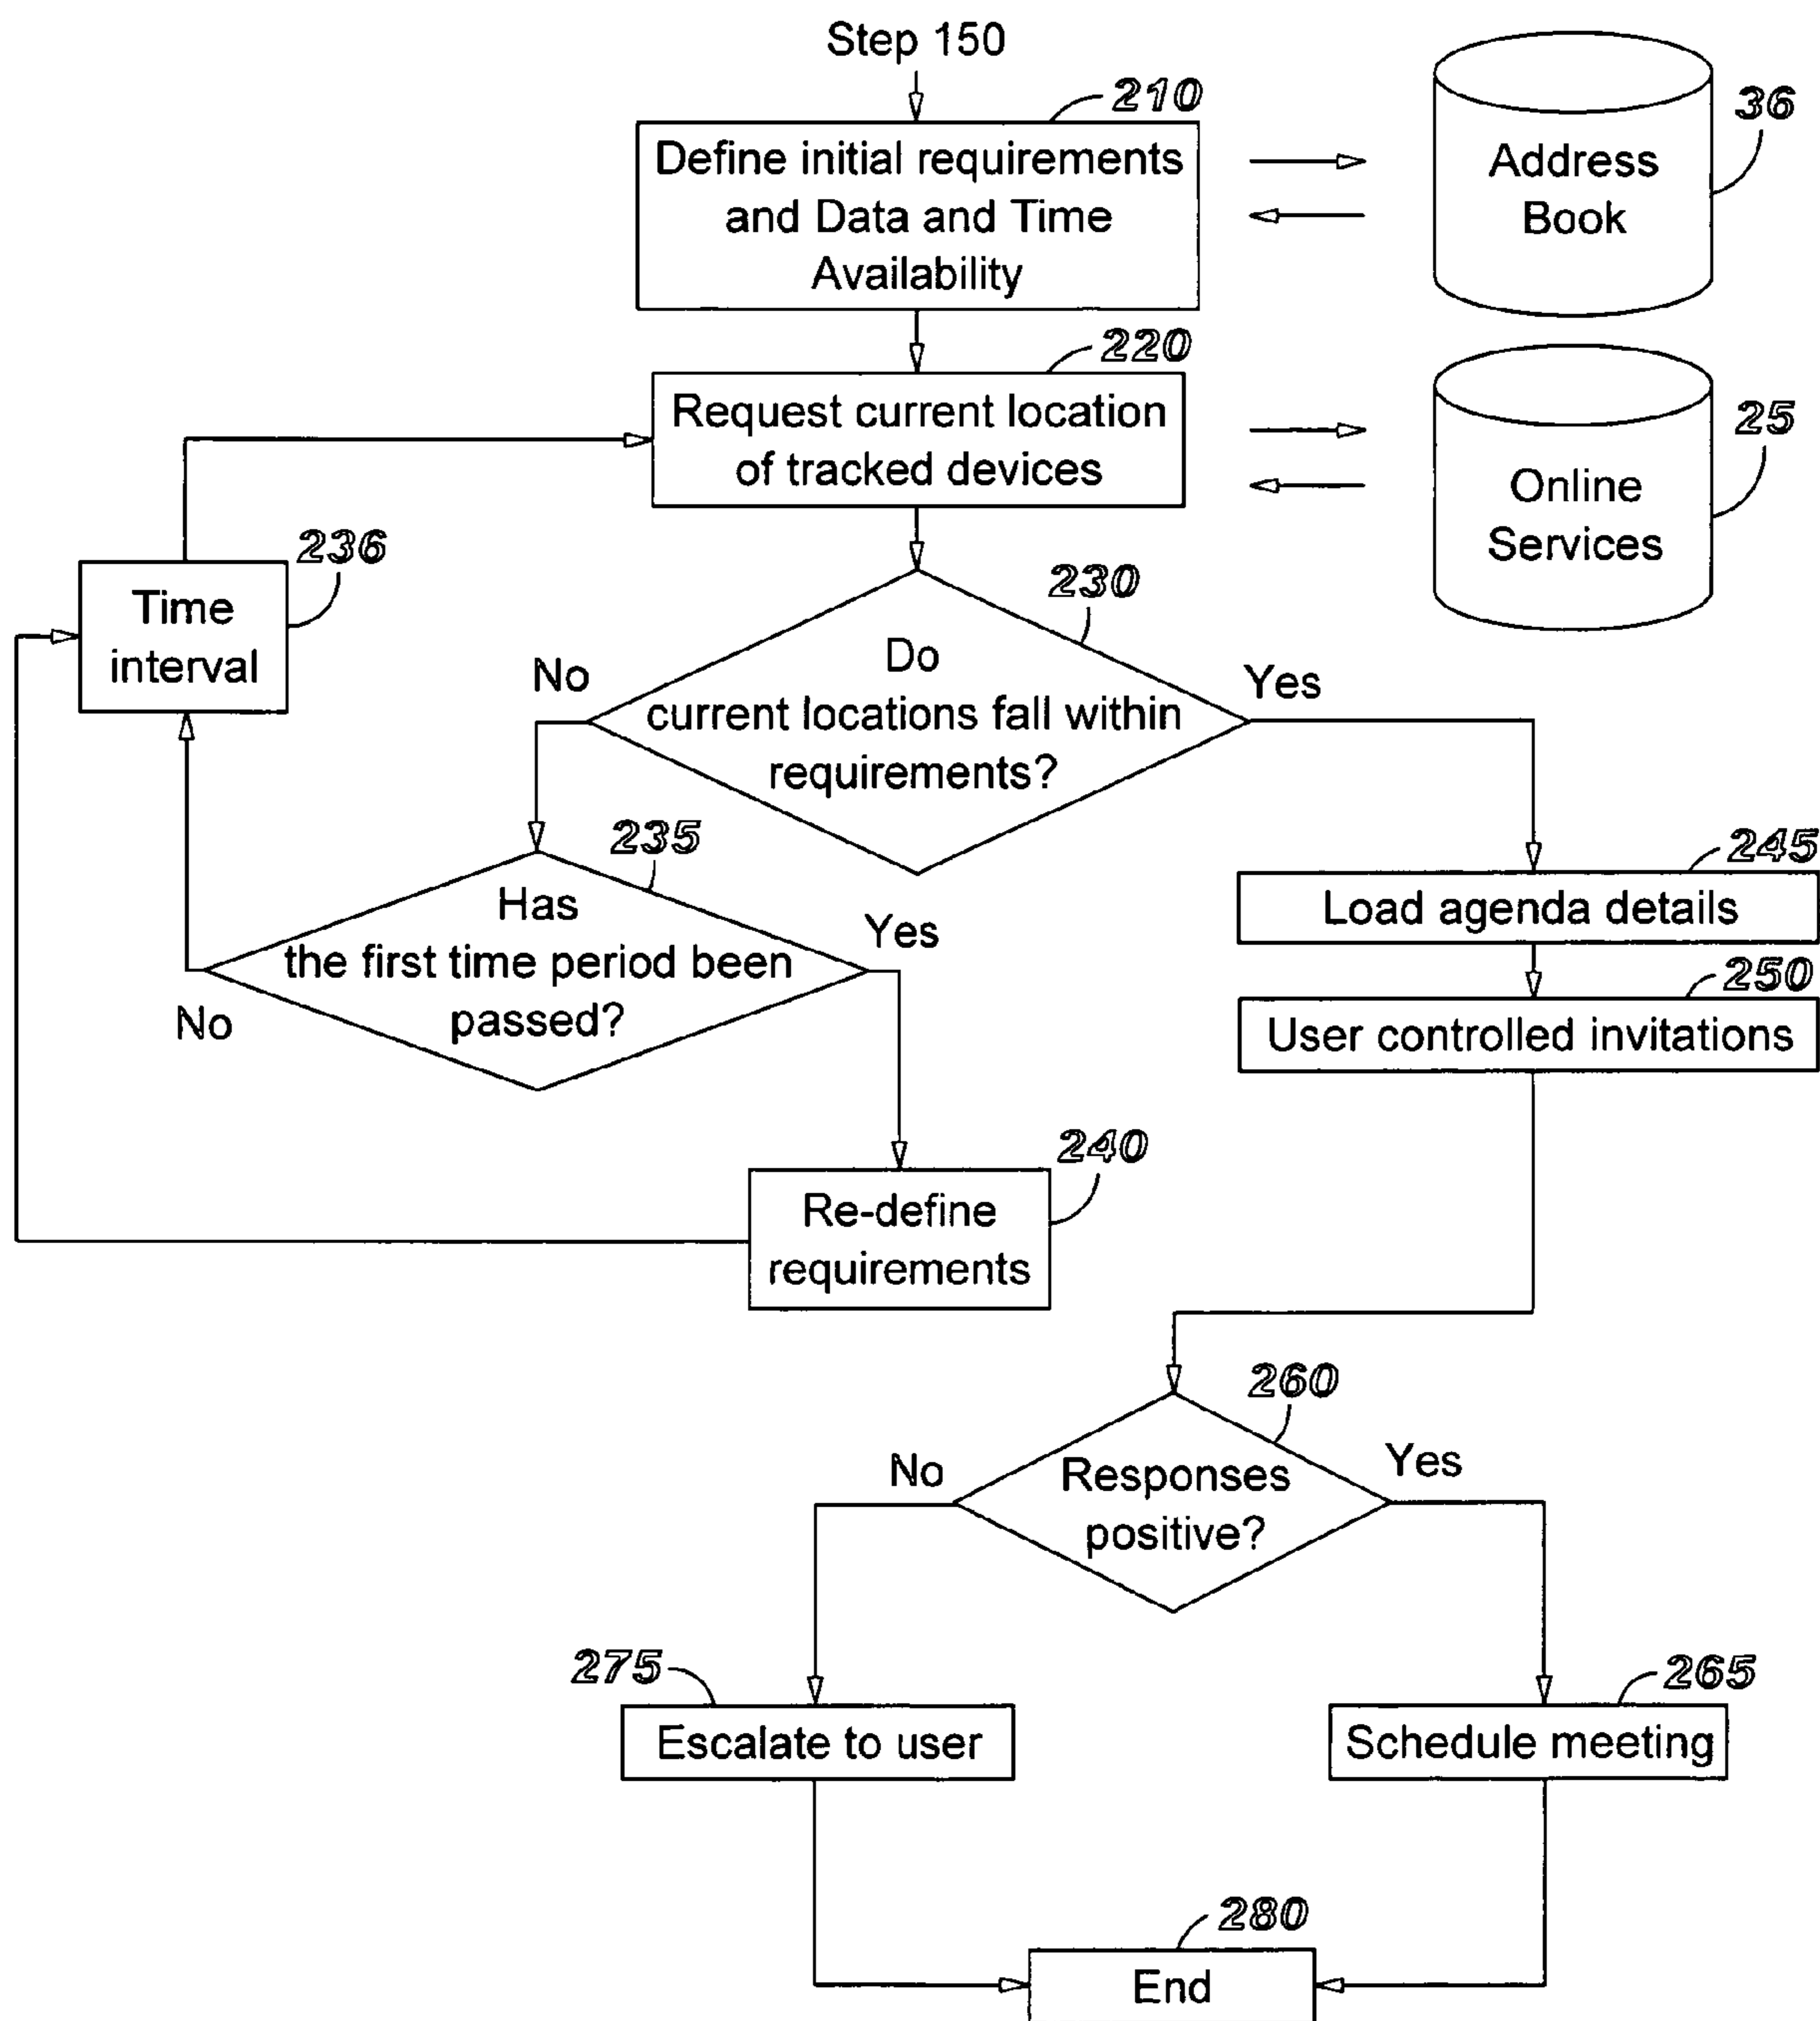 Step 150
210
Define initial requirements
and Data and Time
Availability
36
Address
Book
220
Request current location
of tracked devices
25
Online
Services
236
Time
interval
230
Do
current locations fall within
requirements?
No
Yes
235
Has
the first time period been
passed?
Yes
No
245
Load agenda details
250
User controlled invitations
240
Re-define
requirements
260
Responses
positive?
No
Yes
275
Escalate to user
265
Schedule meeting
280
End